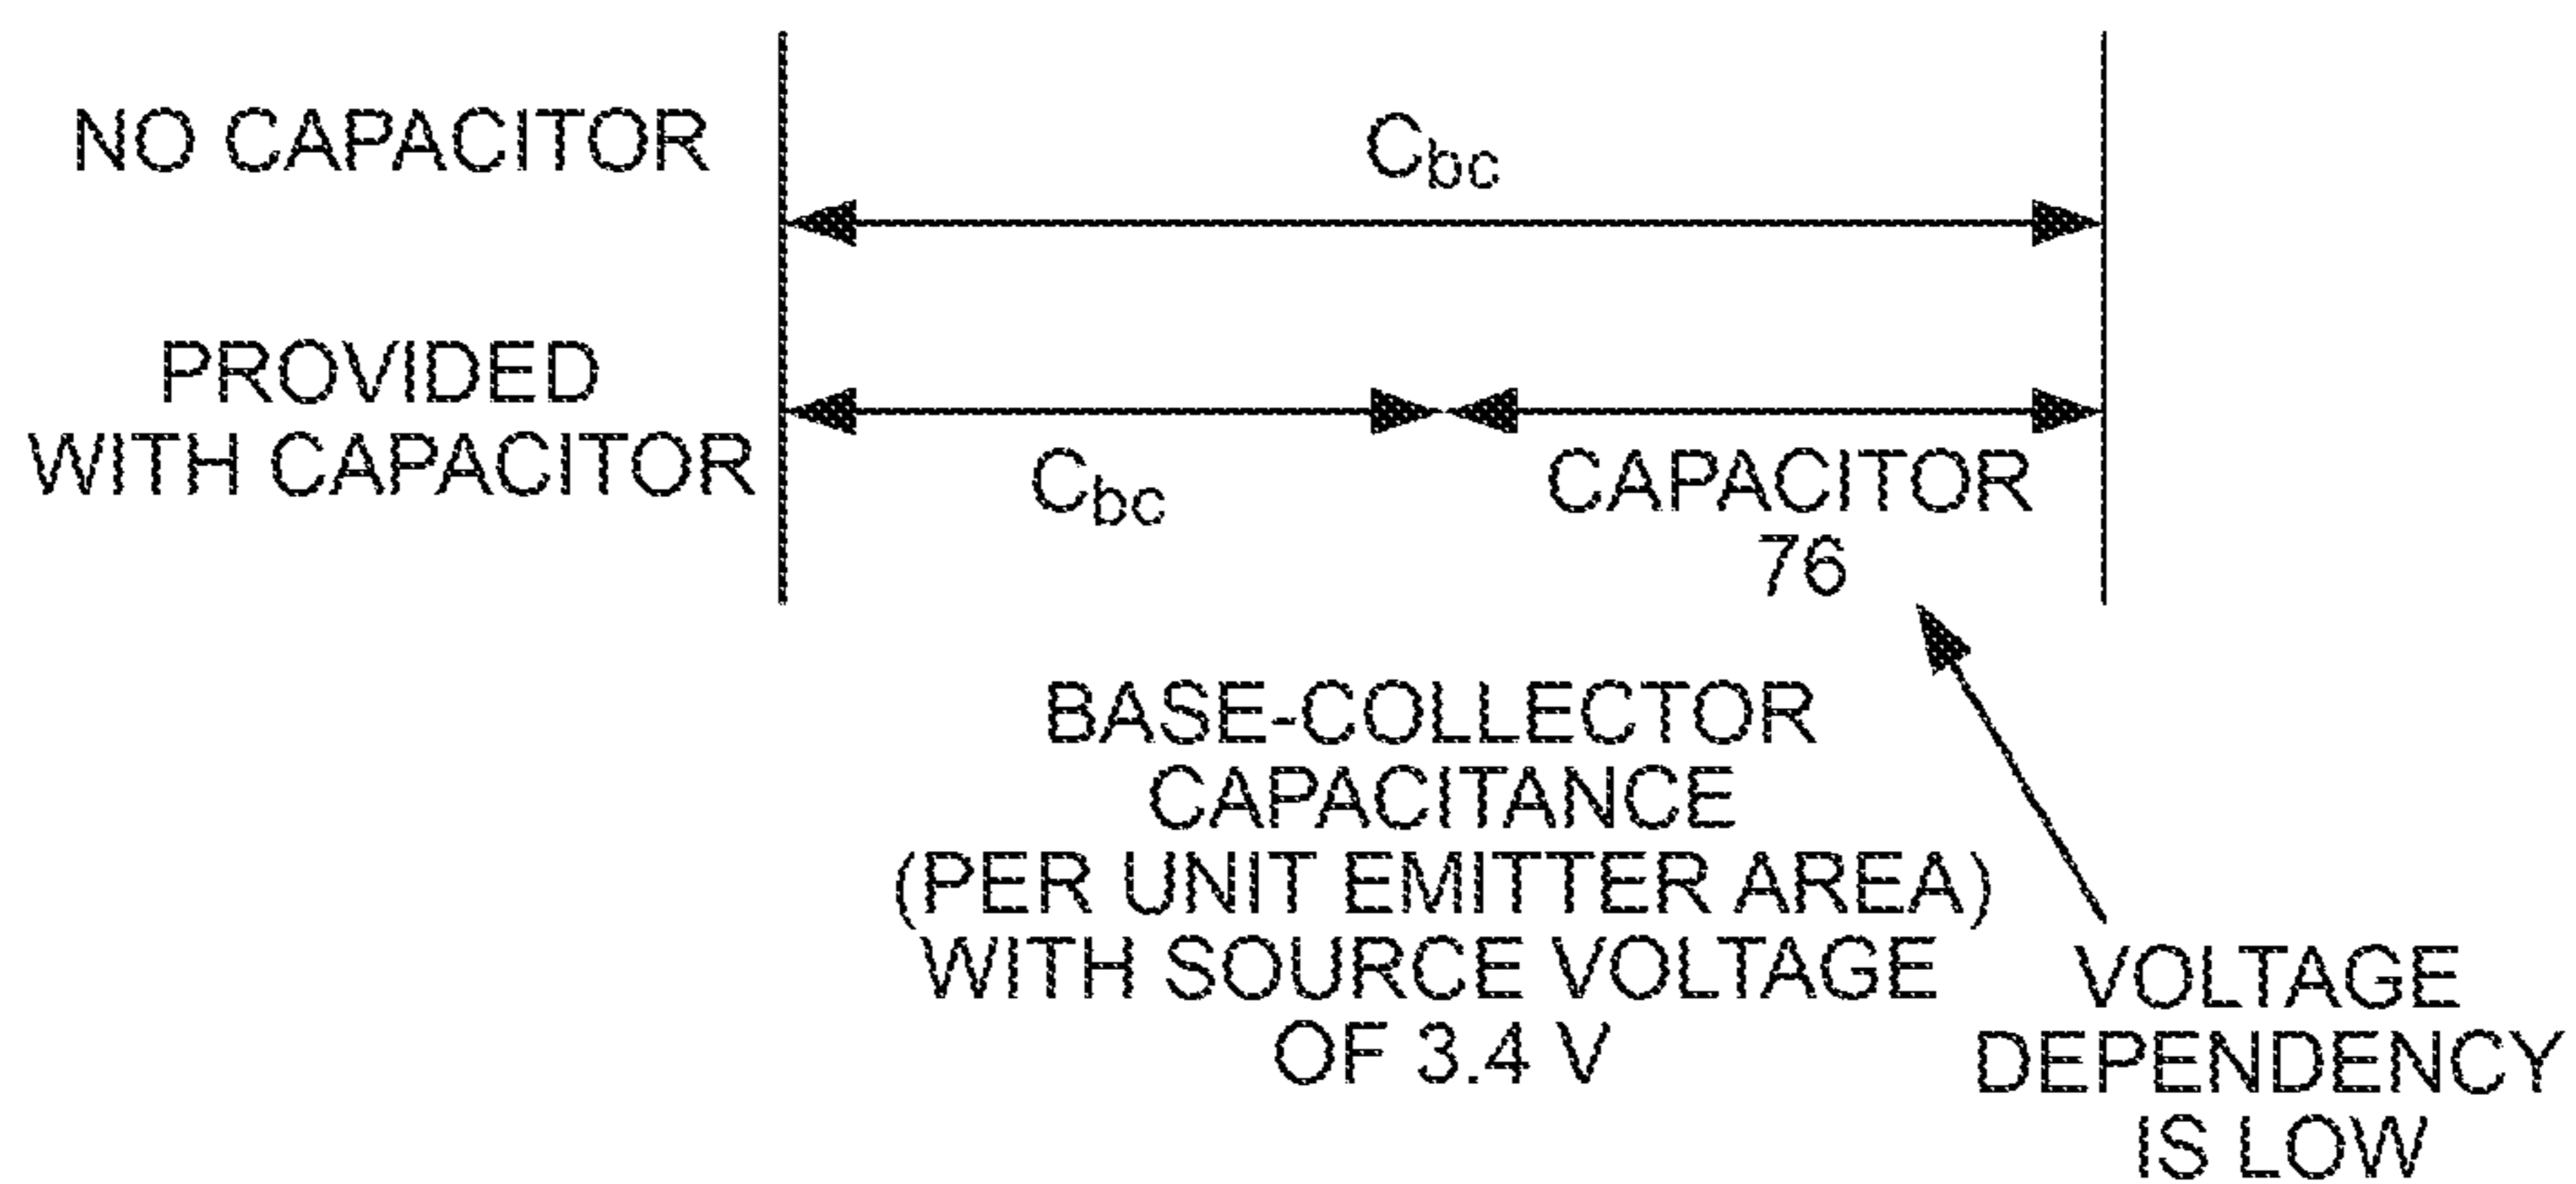 NO CAPACITOR
Cbc
PROVIDED
WITH CAPACITOR
Cbc
CAPACITOR
76
BASE-COLLECTOR
CAPACITANCE
(PER UNIT EMITTER AREA)
WITH SOURCE VOLTAGE
OF 3.4 V
VOLTAGE
DEPENDENCY
IS LOW